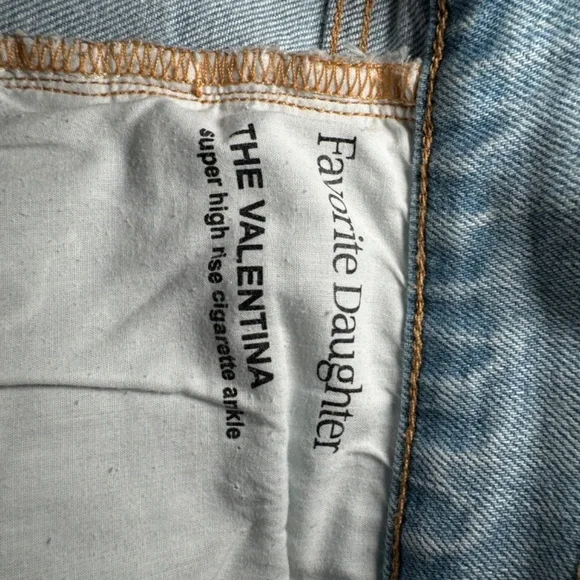 Favorite Daughter
THE VALENTINA
super high rise cigarette ankle